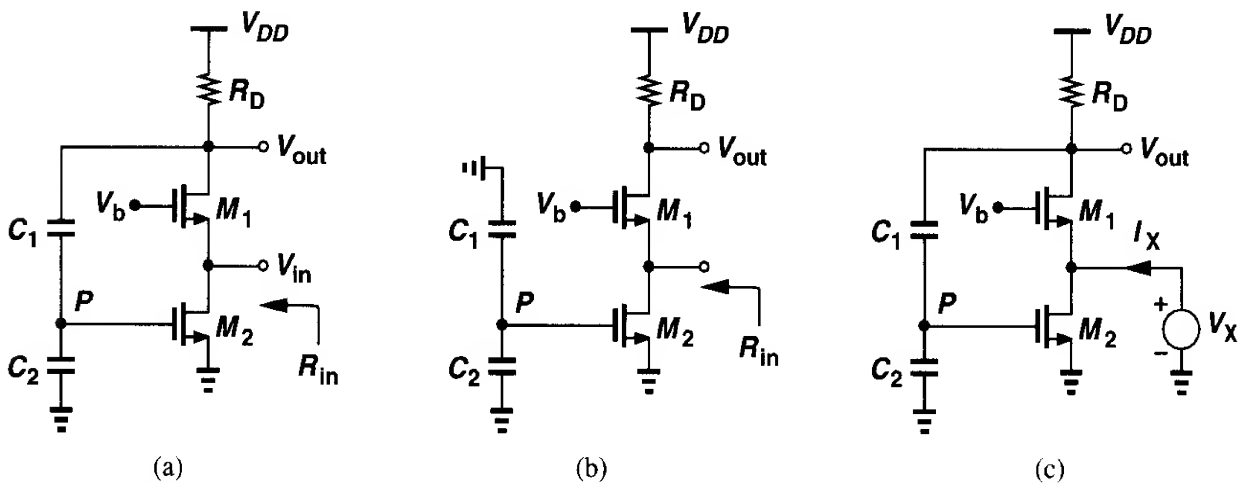 V_DD
R_D
V_out
V_b
M_1
C_1
V_in
P
M_2
C_2
R_in
(a)
V_DD
R_D
V_out
V_b
M_1
C_1
P
M_2
R_in
C_2
(b)
V_DD
R_D
V_out
V_b
M_1
C_1
I_X
P
+
M_2
V_X
−
C_2
(c)